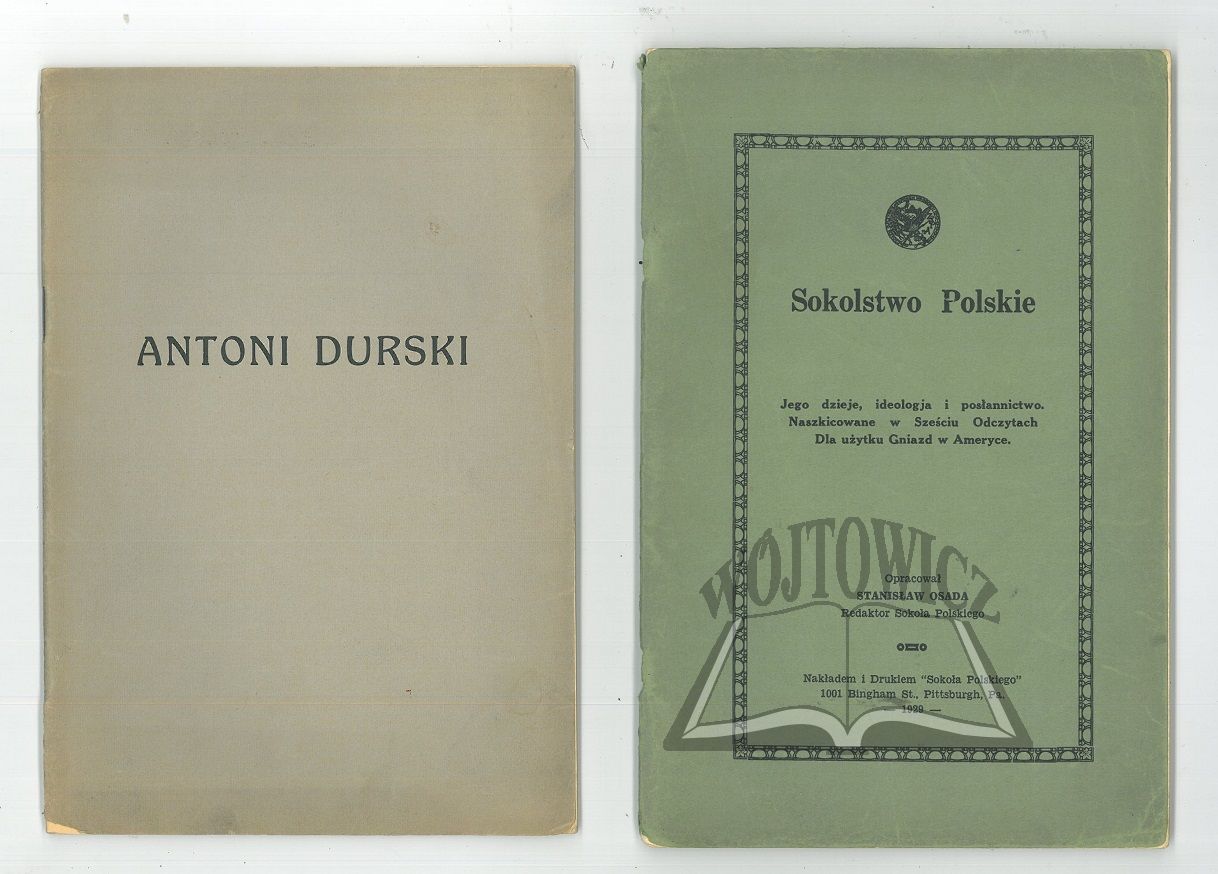 ANTONI DURSKI
Sokolstwo Polskie
Jego dzieje, ideologja i posłannictwo.
Naszkicowane w Sześciu Odczytach
Dla użytku Gniazd w Ameryce.
Opracował
STANISŁAW OSADA
Redaktor Sokoła Polskiego
Nakładem i Drukiem "Sokoła Polskiego"
1001 Bingham St., Pittsburgh, Pa.
— 1929 —
WÓJTOWICZ